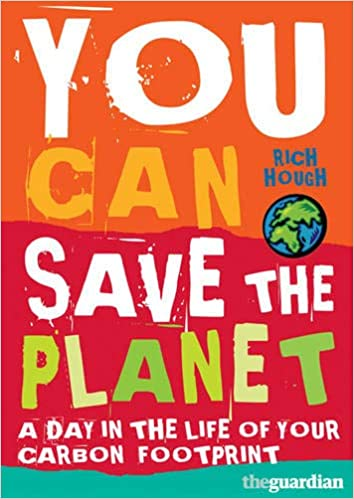 YOU
RICH
HOUGH
CAN
SAVE THE
PLANET
A DAY IN THE LIFE OF YOUR
CARBON FOOTPRINT
theguardian